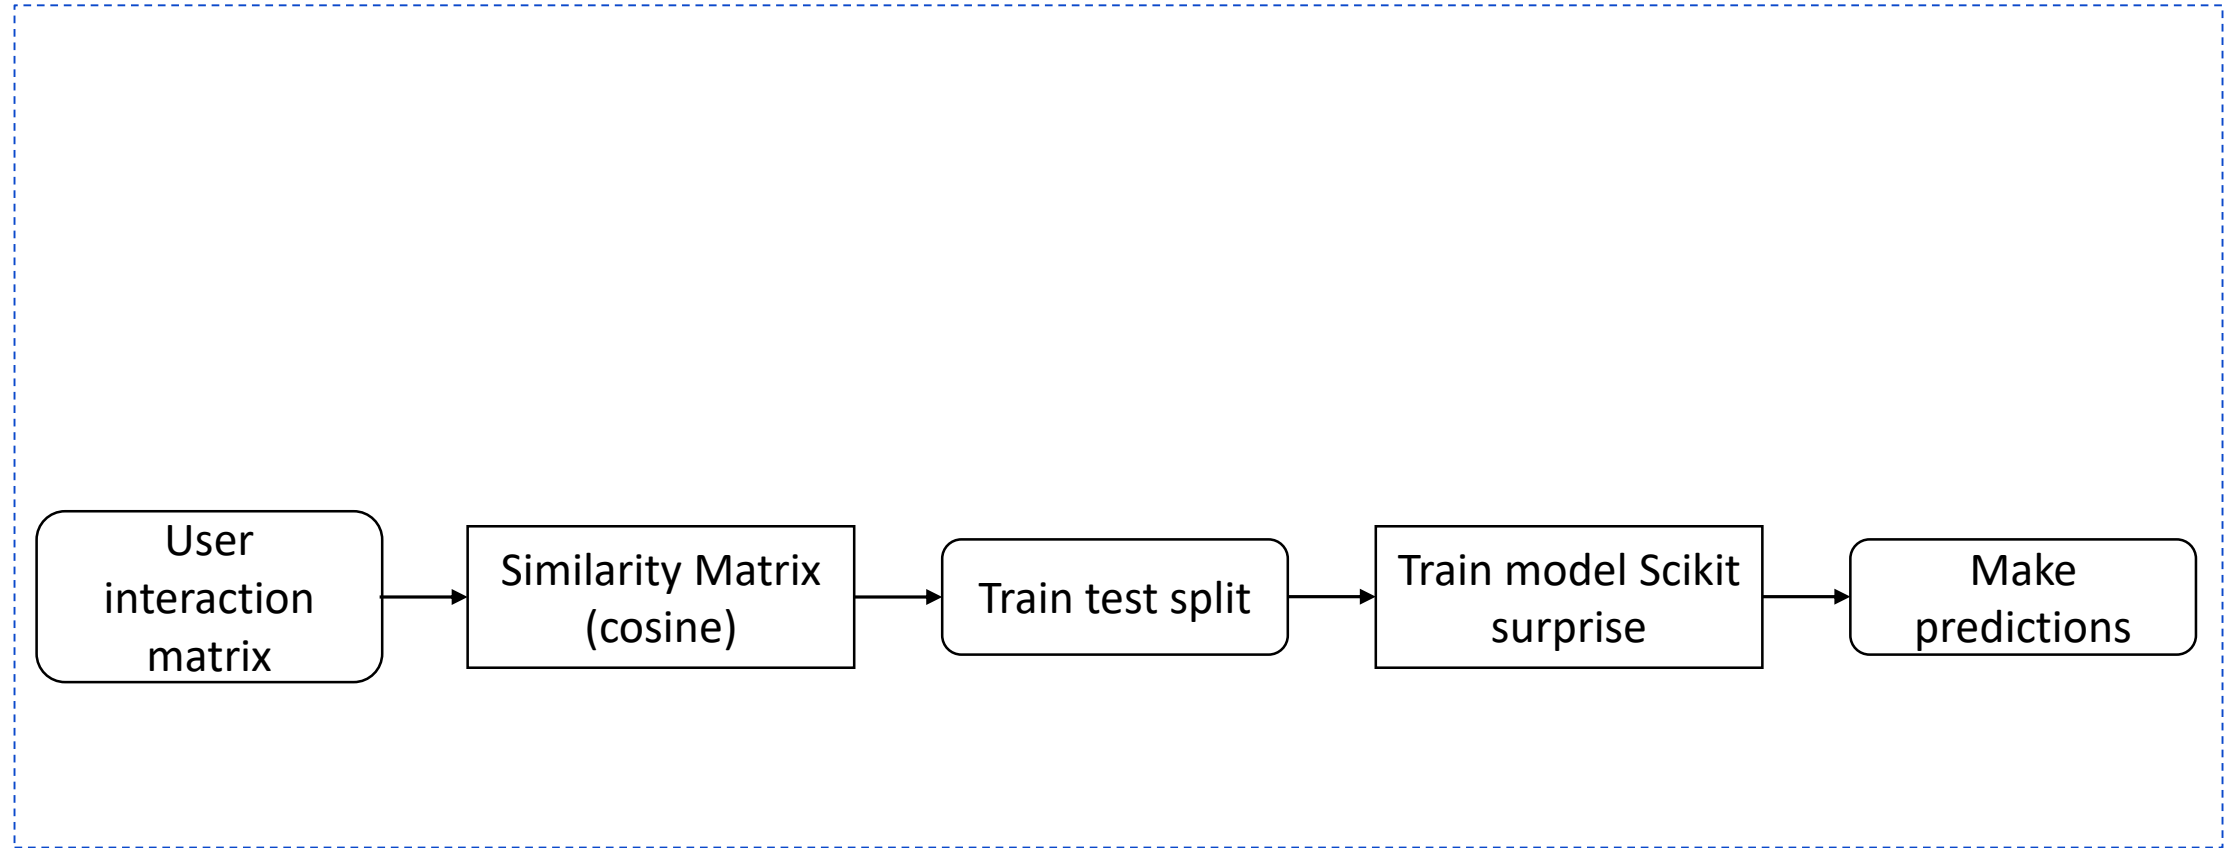 User
interaction
matrix
Similarity Matrix
(cosine)
Train test split
Train model Scikit
surprise
Make
predictions